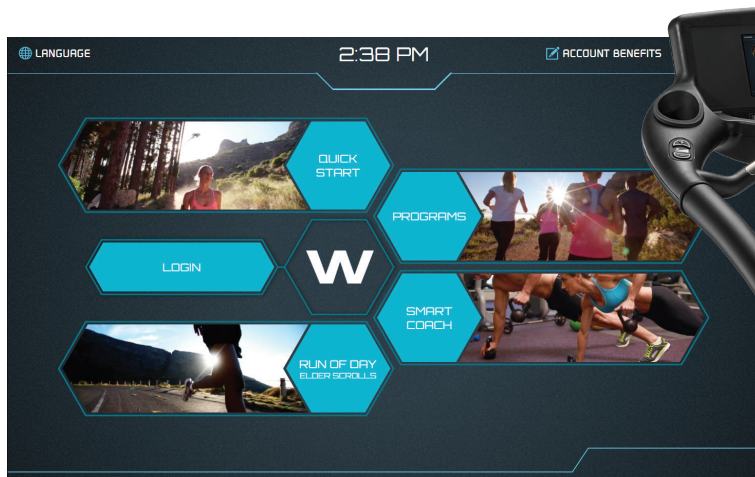 LANGUAGE
2:38 PM
ACCOUNT BENEFITS
QUICK
START
PROGRAMS
LOGIN
W
SMART
COACH
RUN OF DAY
ELDER SCROLLS